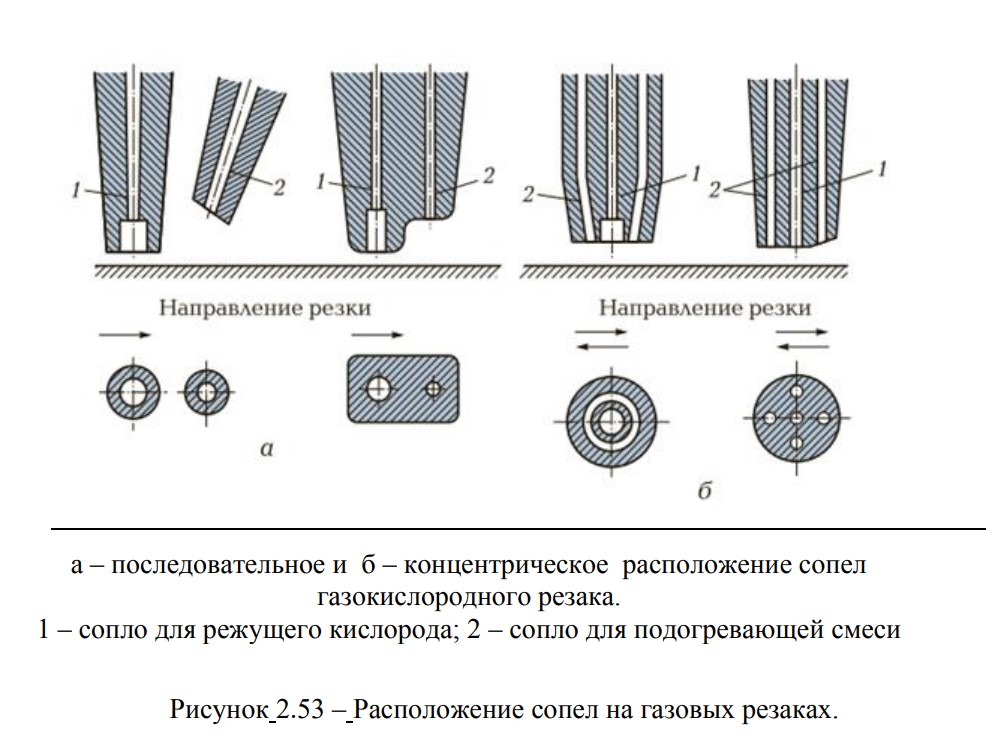 1
2
1
2
2
1
2
1
Направление резки
Направление резки
а
б
а – последовательное и б – концентрическое расположение сопел
газокислородного резака.
1 – сопло для режущего кислорода; 2 – сопло для подогревающей смеси
Рисунок 2.53 – Расположение сопел на газовых резаках.